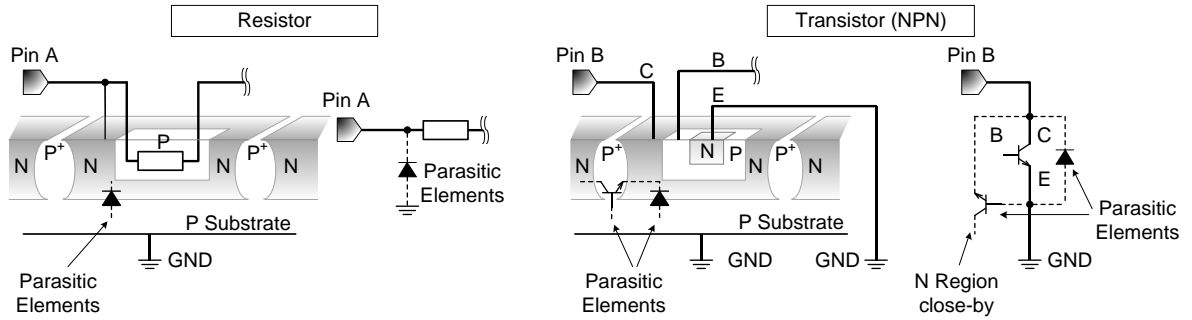 Resistor
Transistor (NPN)
Pin A
Pin B
C
B
E
Pin B
Pin A
P
N
P+
N
N
P+
N
N
P+
N
N
P
N
P+
N
B
C
E
Parasitic
Elements
P Substrate
GND
Parasitic
Elements
P Substrate
GND
GND
Parasitic
Elements
Parasitic
Elements
N Region
close-by
GND